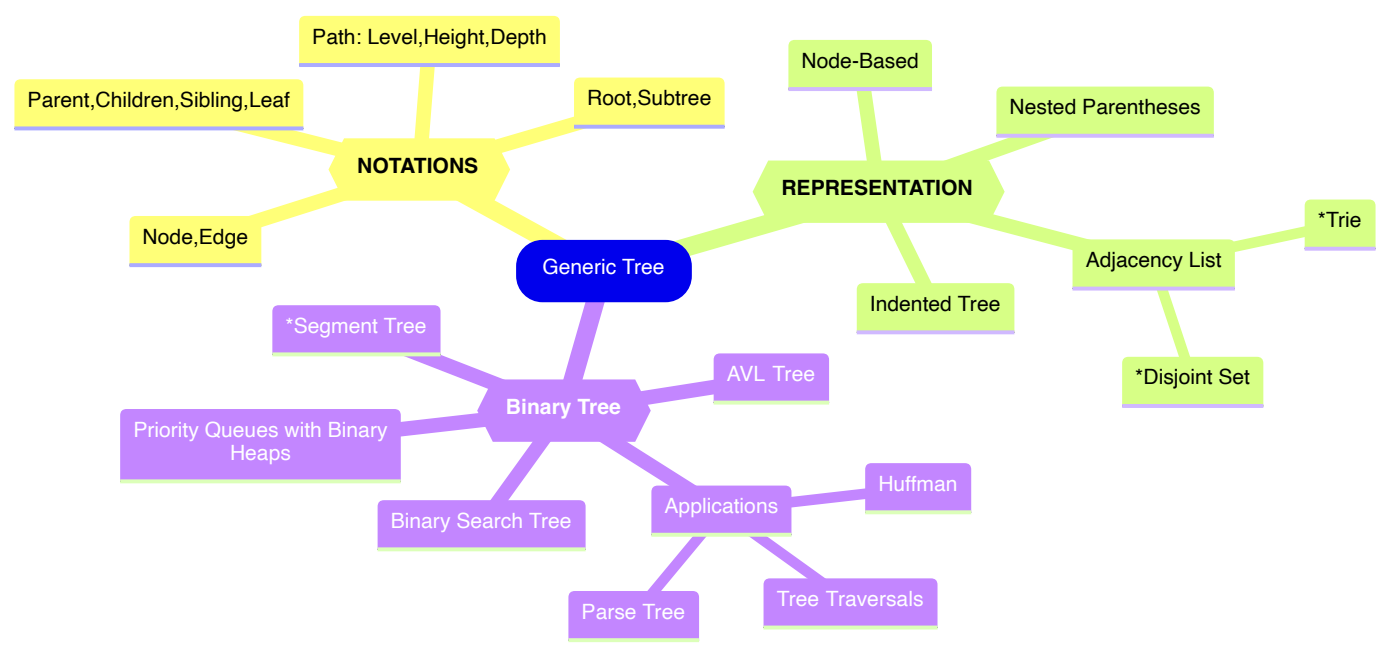 Path: Level,Height,Depth
Parent,Children,Sibling,Leaf
Root,Subtree
NOTATIONS
Node,Edge
Node-Based
Nested Parentheses
REPRESENTATION
*Trie
Adjacency List
Indented Tree
*Disjoint Set
Generic Tree
*Segment Tree
AVL Tree
Binary Tree
Priority Queues with Binary
Heaps
Binary Search Tree
Applications
Huffman
Parse Tree
Tree Traversals